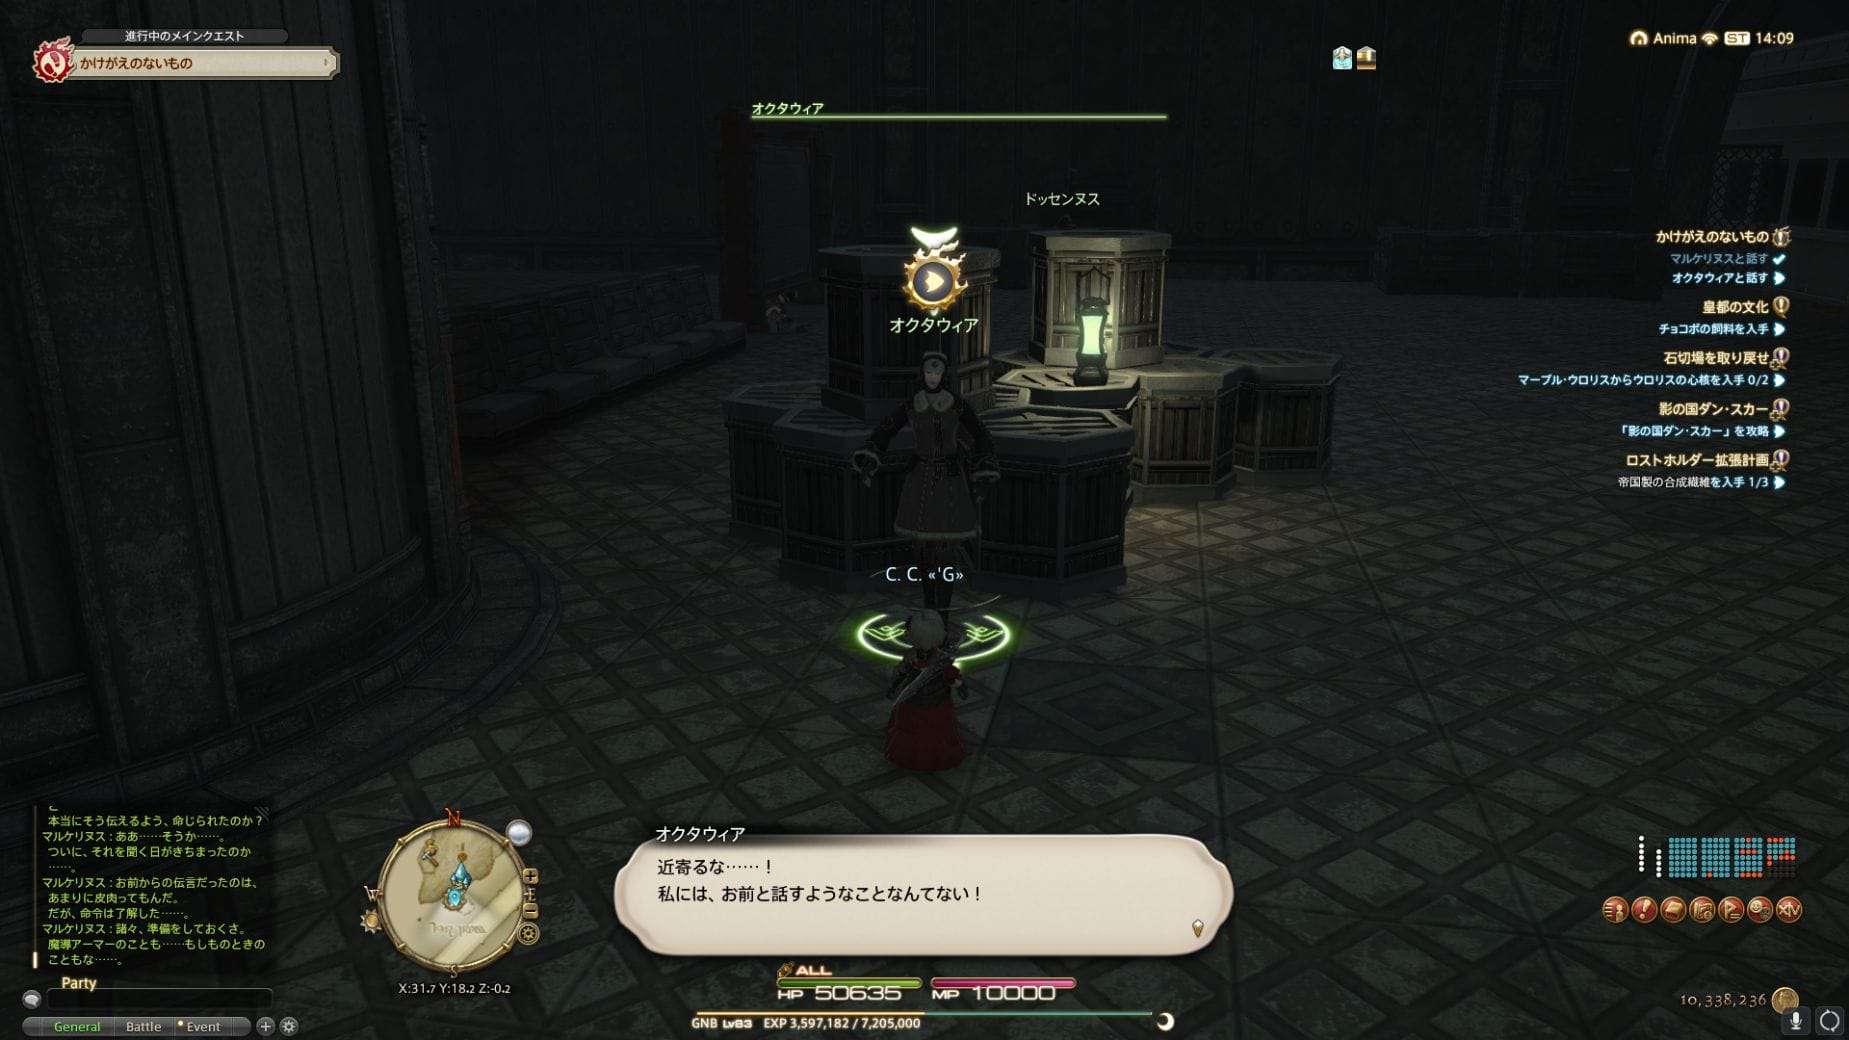 進行中のメインクエスト
かけがえのないもの
Anima ST 14:09
オクタウィア
ドッセンヌス
オクタウィア
C. C. «'G»
かけがえのないもの
マルケリヌスと話す
オクタウィアと話す
皇都の文化
チョコボの飼料を入手
石切場を取り戻せ
マーブル・ウロリスからウロリスの心核を入手 0/2
影の国ダン・スカー
「影の国ダン・スカー」を攻略
ロストホルダー拡張計画
帝国製の合成繊維を入手 1/3
本当にそう伝えるよう、命じられたのか?
マルケリヌス:ああ……そうか……。
ついに、それを聞く日がきちまったのか
……。
マルケリヌス:お前からの伝言だったのは、
あまりに皮肉ってもんだ。
だが、命令は了解した……。
マルケリヌス:諸々、準備をしておくさ。
魔導アーマーのことも……もしものときの
こともな……。
Party
General Battle Event
N
W
E
S
X:31.7 Y:18.2 Z:-0.2
オクタウィア
近寄るな……!
私には、お前と話すようなことなんてない!
ALL
HP 50635 MP 10000
GNB Lv83 EXP 3,597,182 / 7,205,000
XIV
10,338,236